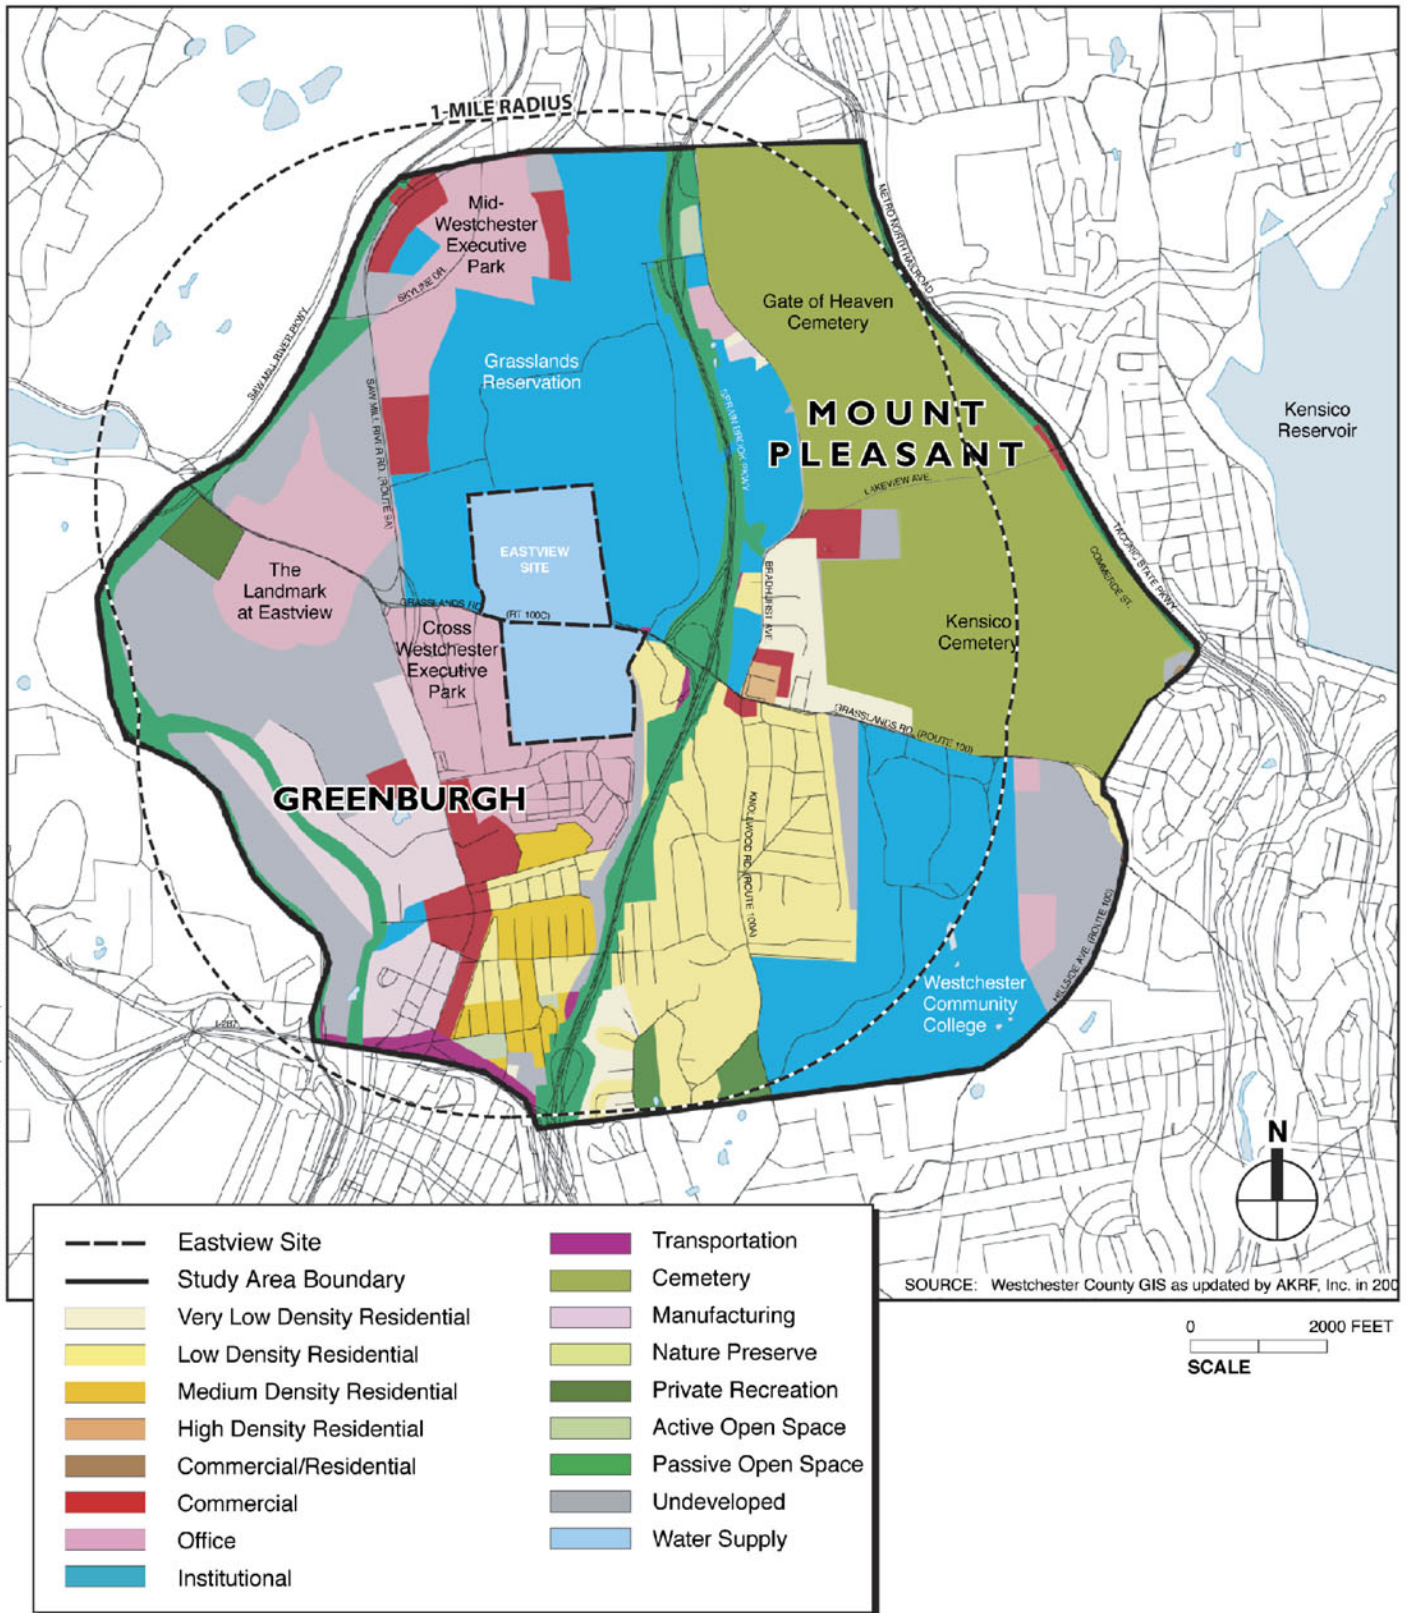 1-MILE RADIUS
Mid-
Westchester
Executive
Park
SKYLINE DR.
METRO NORTH RAILROAD
SAW MILL RIVER PKWY
Gate of Heaven
Cemetery
Grasslands
Reservation
SAW MILL RIVER RD. (ROUTE 9A)
SPRAIN BROOK PKWY
MOUNT
PLEASANT
Kensico
Reservoir
LAKEVIEW AVE.
TACONIC STATE PKWY
COMMERCE ST.
EASTVIEW
SITE
The
Landmark
at Eastview
BRADHURST AVE.
GRASSLANDS RD.
(RT 100C)
Cross
Westchester
Executive
Park
Kensico
Cemetery
GRASSLANDS RD. (ROUTE 100)
GREENBURGH
KNOLLWOOD RD. (ROUTE 100A)
HILLSIDE AVE. (ROUTE 100)
Westchester
Community
College
I-287
N
Eastview Site
Study Area Boundary
Very Low Density Residential
Low Density Residential
Medium Density Residential
High Density Residential
Commercial/Residential
Commercial
Office
Institutional
Transportation
Cemetery
Manufacturing
Nature Preserve
Private Recreation
Active Open Space
Passive Open Space
Undeveloped
Water Supply
SOURCE: Westchester County GIS as updated by AKRF, Inc. in 200
0 2000 FEET
SCALE